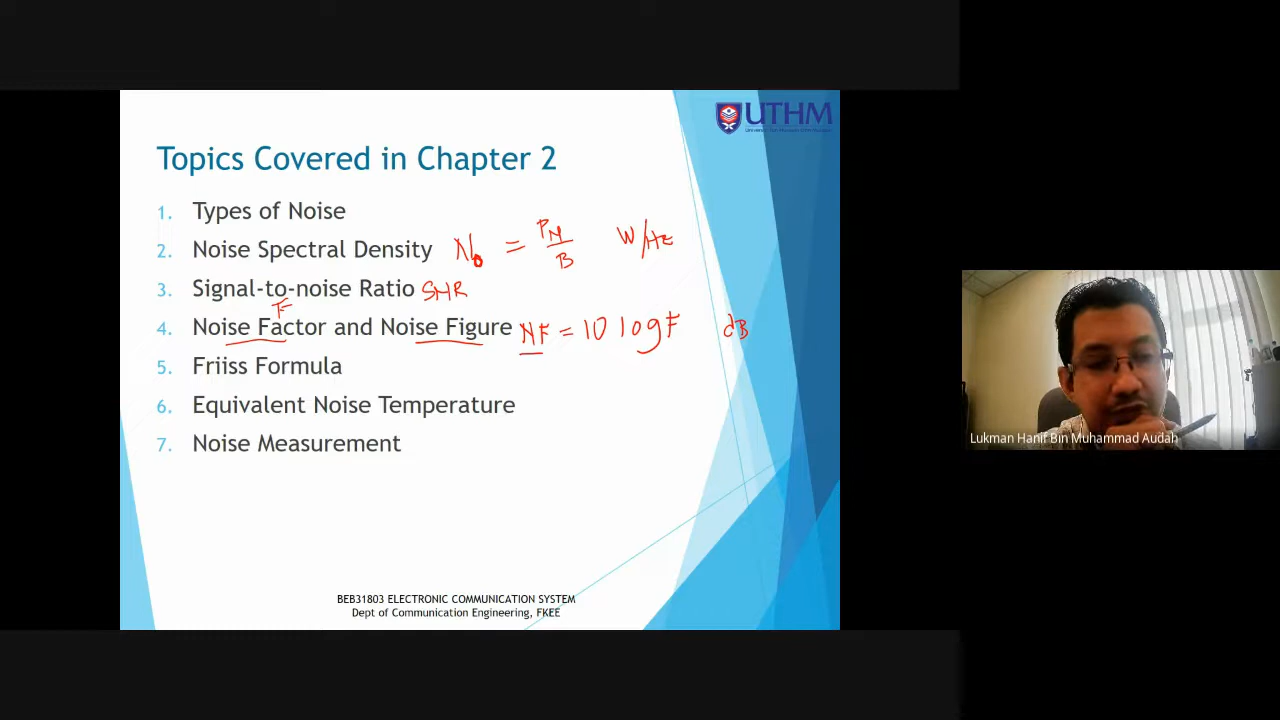 UTHM
Topics Covered in Chapter 2
1. Types of Noise
2. Noise Spectral Density N₀ = PN / B W/Hz
3. Signal-to-noise Ratio SNR
F
4. Noise Factor and Noise Figure NF = 10 log F dB
5. Friiss Formula
6. Equivalent Noise Temperature
7. Noise Measurement
BEB31803 ELECTRONIC COMMUNICATION SYSTEM
Dept of Communication Engineering, FKEE
Lukman Hanif Bin Muhammad Audah